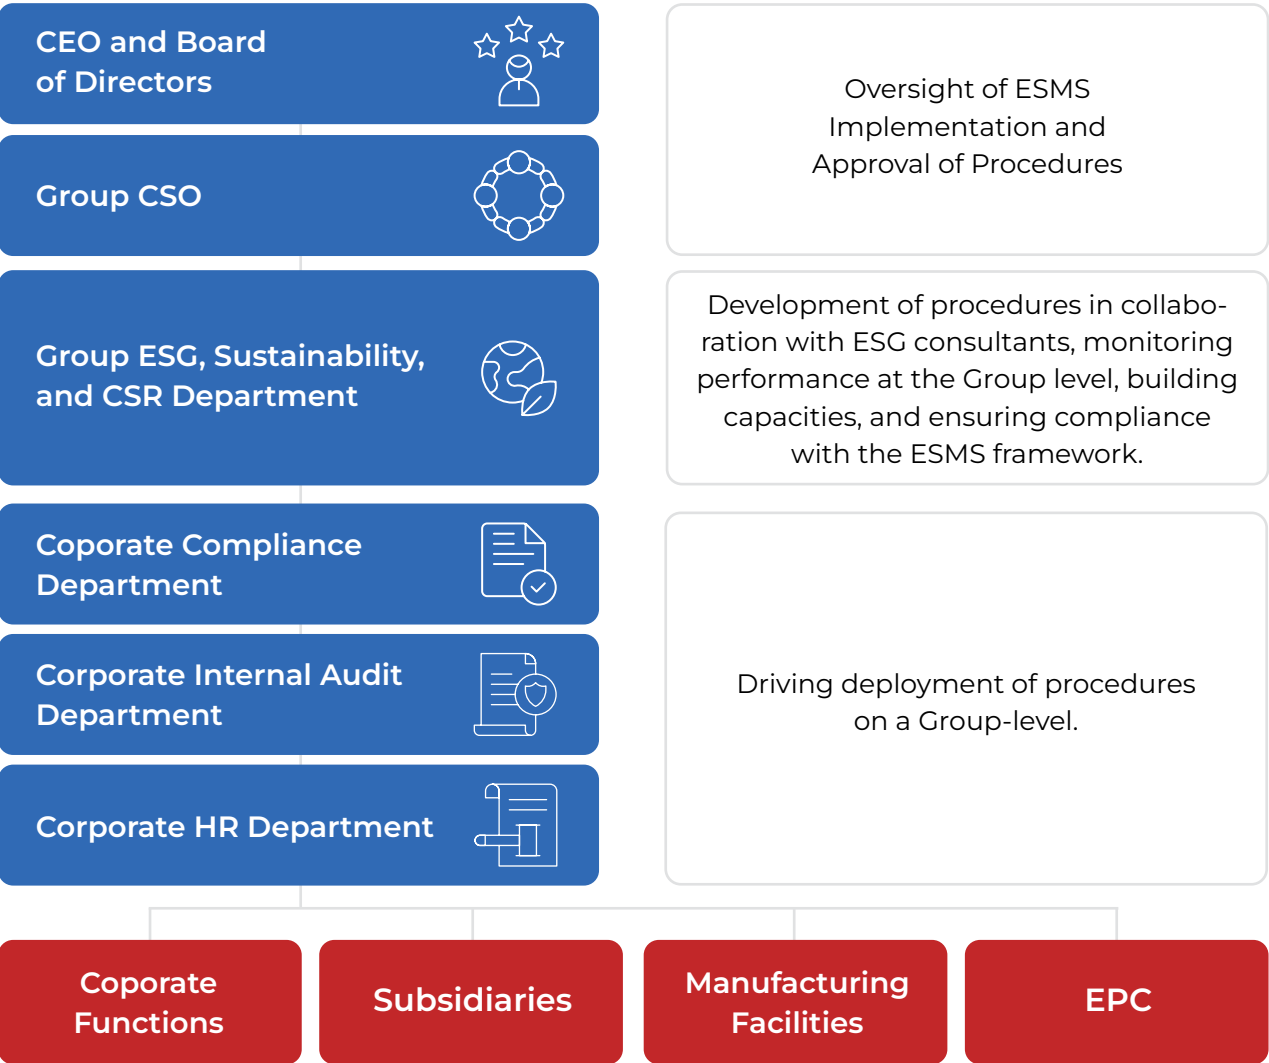 CEO and Board
of Directors
Oversight of ESMS
Implementation and
Approval of Procedures
Group CSO
Group ESG, Sustainability,
and CSR Department
Development of procedures in collabo-
ration with ESG consultants, monitoring
performance at the Group level, building
capacities, and ensuring compliance
with the ESMS framework.
Coporate Compliance
Department
Corporate Internal Audit
Department
Corporate HR Department
Driving deployment of procedures
on a Group-level.
Coporate
Functions
Subsidiaries
Manufacturing
Facilities
EPC